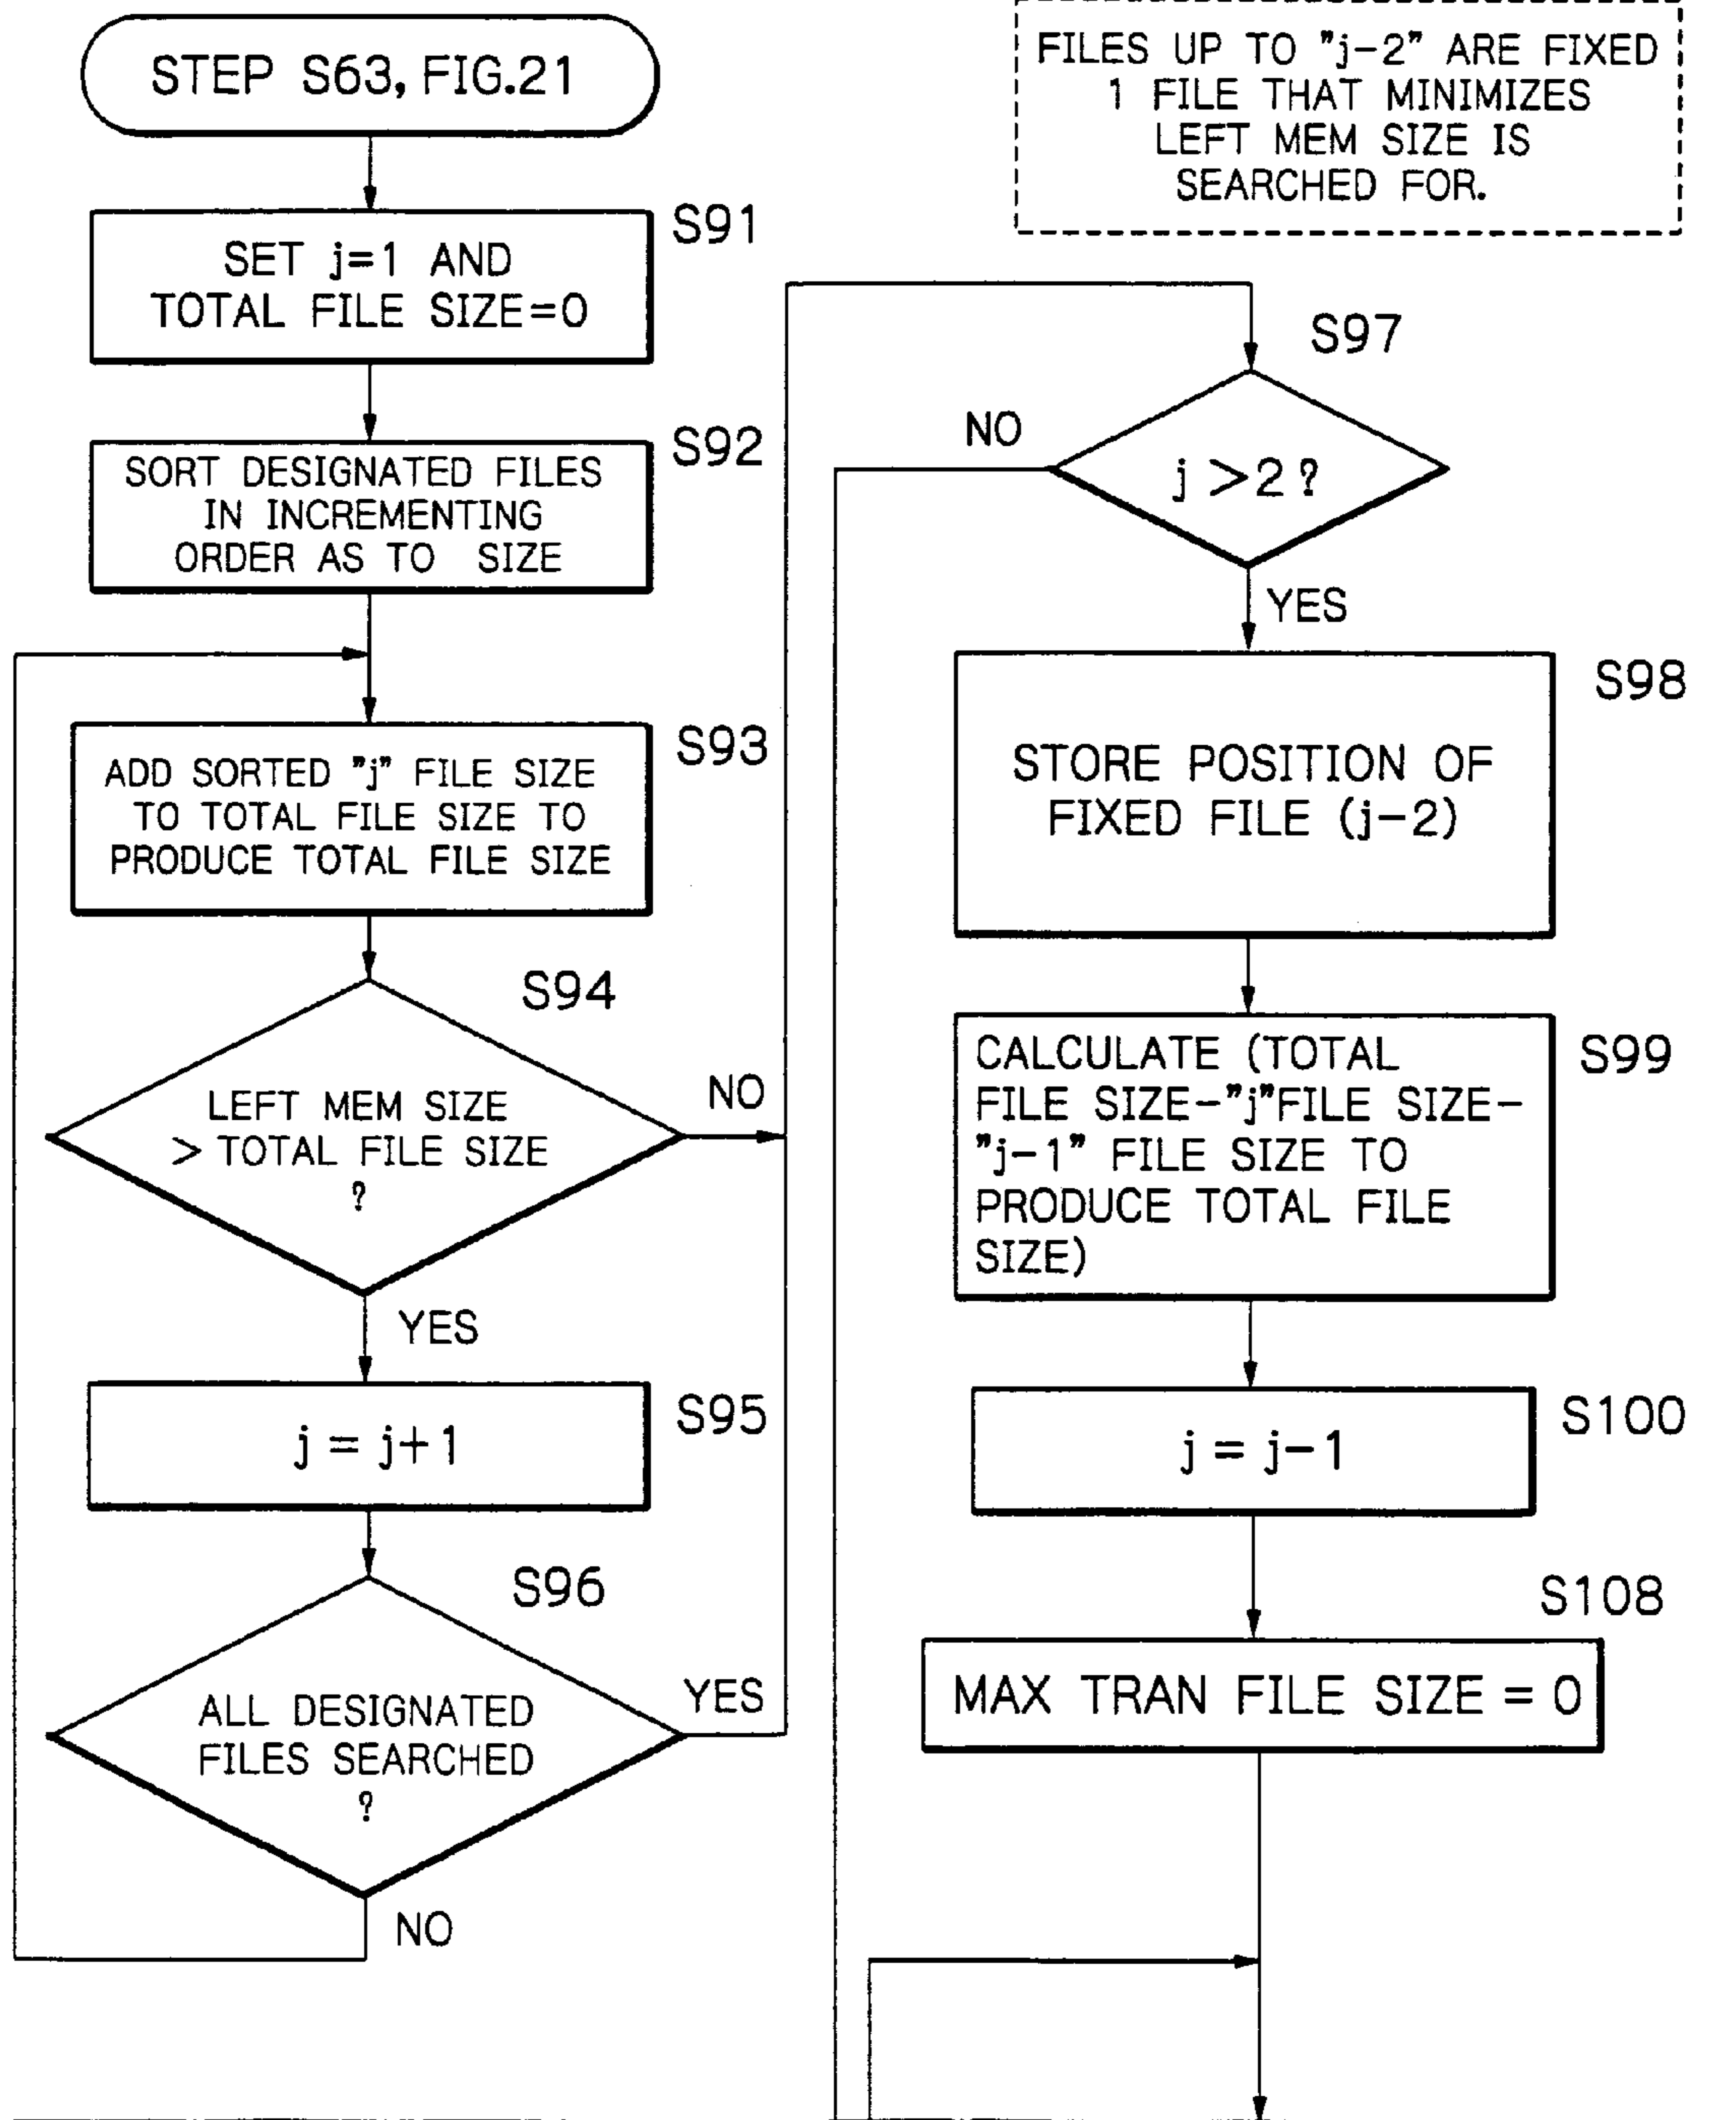 STEP S63, FIG.21
S91
SET j=1 AND
TOTAL FILE SIZE=0
S92
SORT DESIGNATED FILES
IN INCREMENTING
ORDER AS TO SIZE
S93
ADD SORTED "j" FILE SIZE
TO TOTAL FILE SIZE TO
PRODUCE TOTAL FILE SIZE
S94
LEFT MEM SIZE
> TOTAL FILE SIZE
?
NO
YES
S95
j = j+1
S96
ALL DESIGNATED
FILES SEARCHED
?
YES
NO
FILES UP TO "j-2" ARE FIXED
1 FILE THAT MINIMIZES
LEFT MEM SIZE IS
SEARCHED FOR.
S97
j >2 ?
NO
YES
S98
STORE POSITION OF
FIXED FILE (j-2)
S99
CALCULATE (TOTAL
FILE SIZE-"j"FILE SIZE-
"j-1" FILE SIZE TO
PRODUCE TOTAL FILE
SIZE)
S100
j = j-1
S108
MAX TRAN FILE SIZE = 0